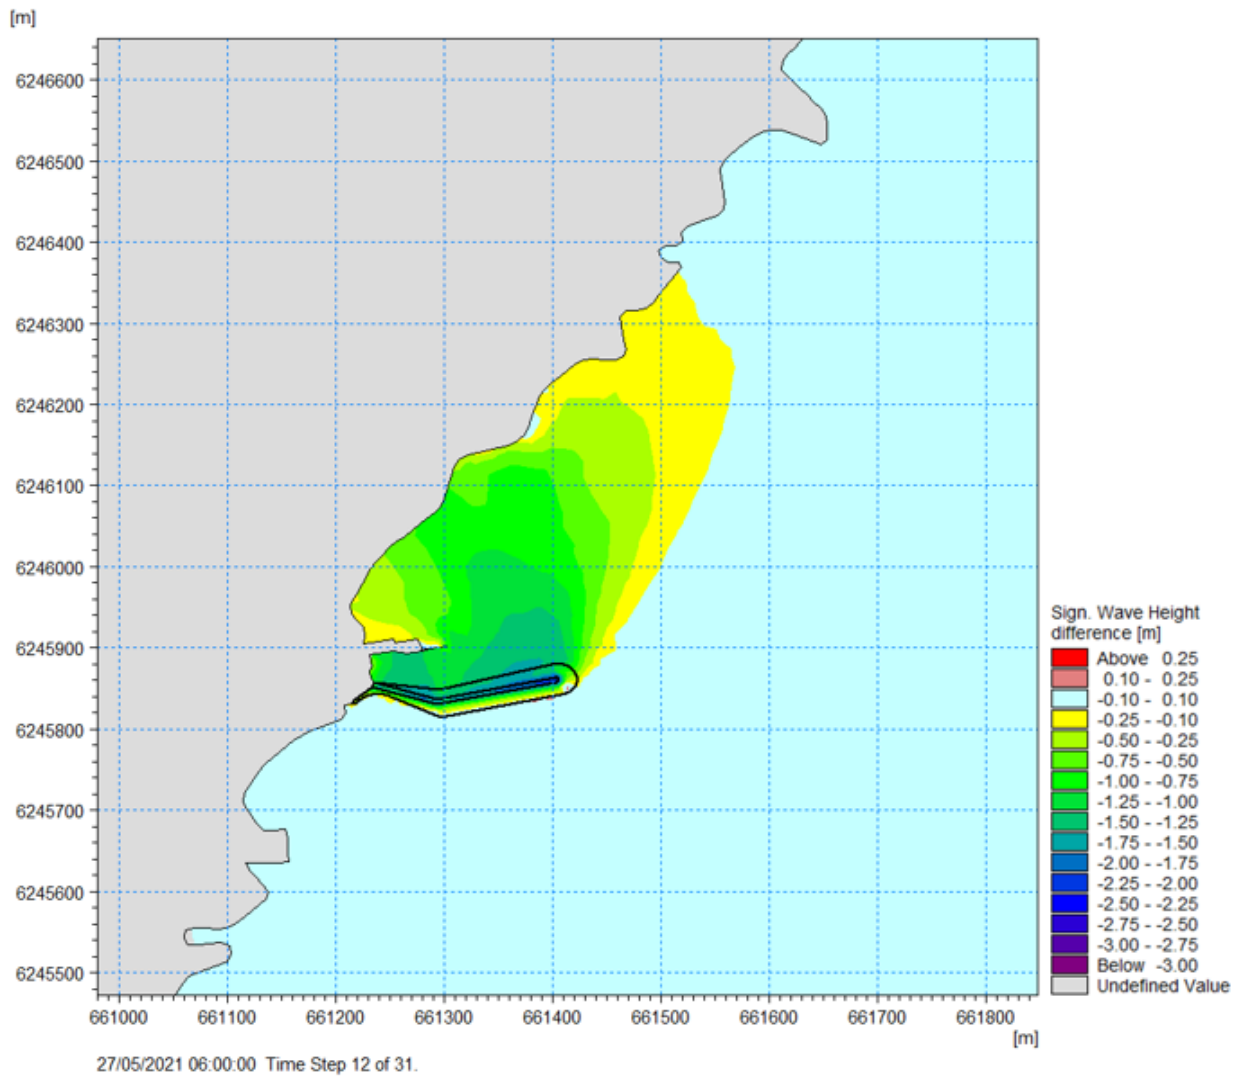 [m]
6246600
6246500
6246400
6246300
6246200
6246100
6246000
6245900
6245800
6245700
6245600
6245500
661000 661100 661200 661300 661400 661500 661600 661700 661800
[m]
Sign. Wave Height
difference [m]
Above 0.25
0.10 - 0.25
-0.10 - 0.10
-0.25 - -0.10
-0.50 - -0.25
-0.75 - -0.50
-1.00 - -0.75
-1.25 - -1.00
-1.50 - -1.25
-1.75 - -1.50
-2.00 - -1.75
-2.25 - -2.00
-2.50 - -2.25
-2.75 - -2.50
-3.00 - -2.75
Below -3.00
Undefined Value
27/05/2021 06:00:00 Time Step 12 of 31.